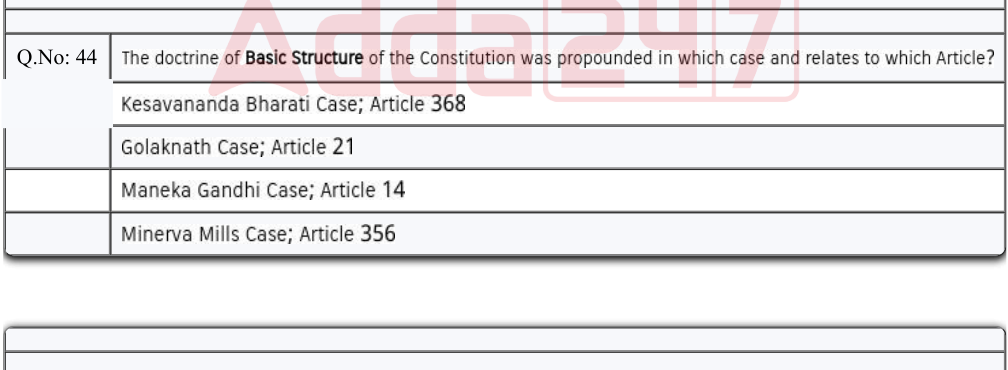 Adda247
Q.No: 44 The doctrine of Basic Structure of the Constitution was propounded in which case and relates to which Article?
Kesavananda Bharati Case; Article 368
Golaknath Case; Article 21
Maneka Gandhi Case; Article 14
Minerva Mills Case; Article 356